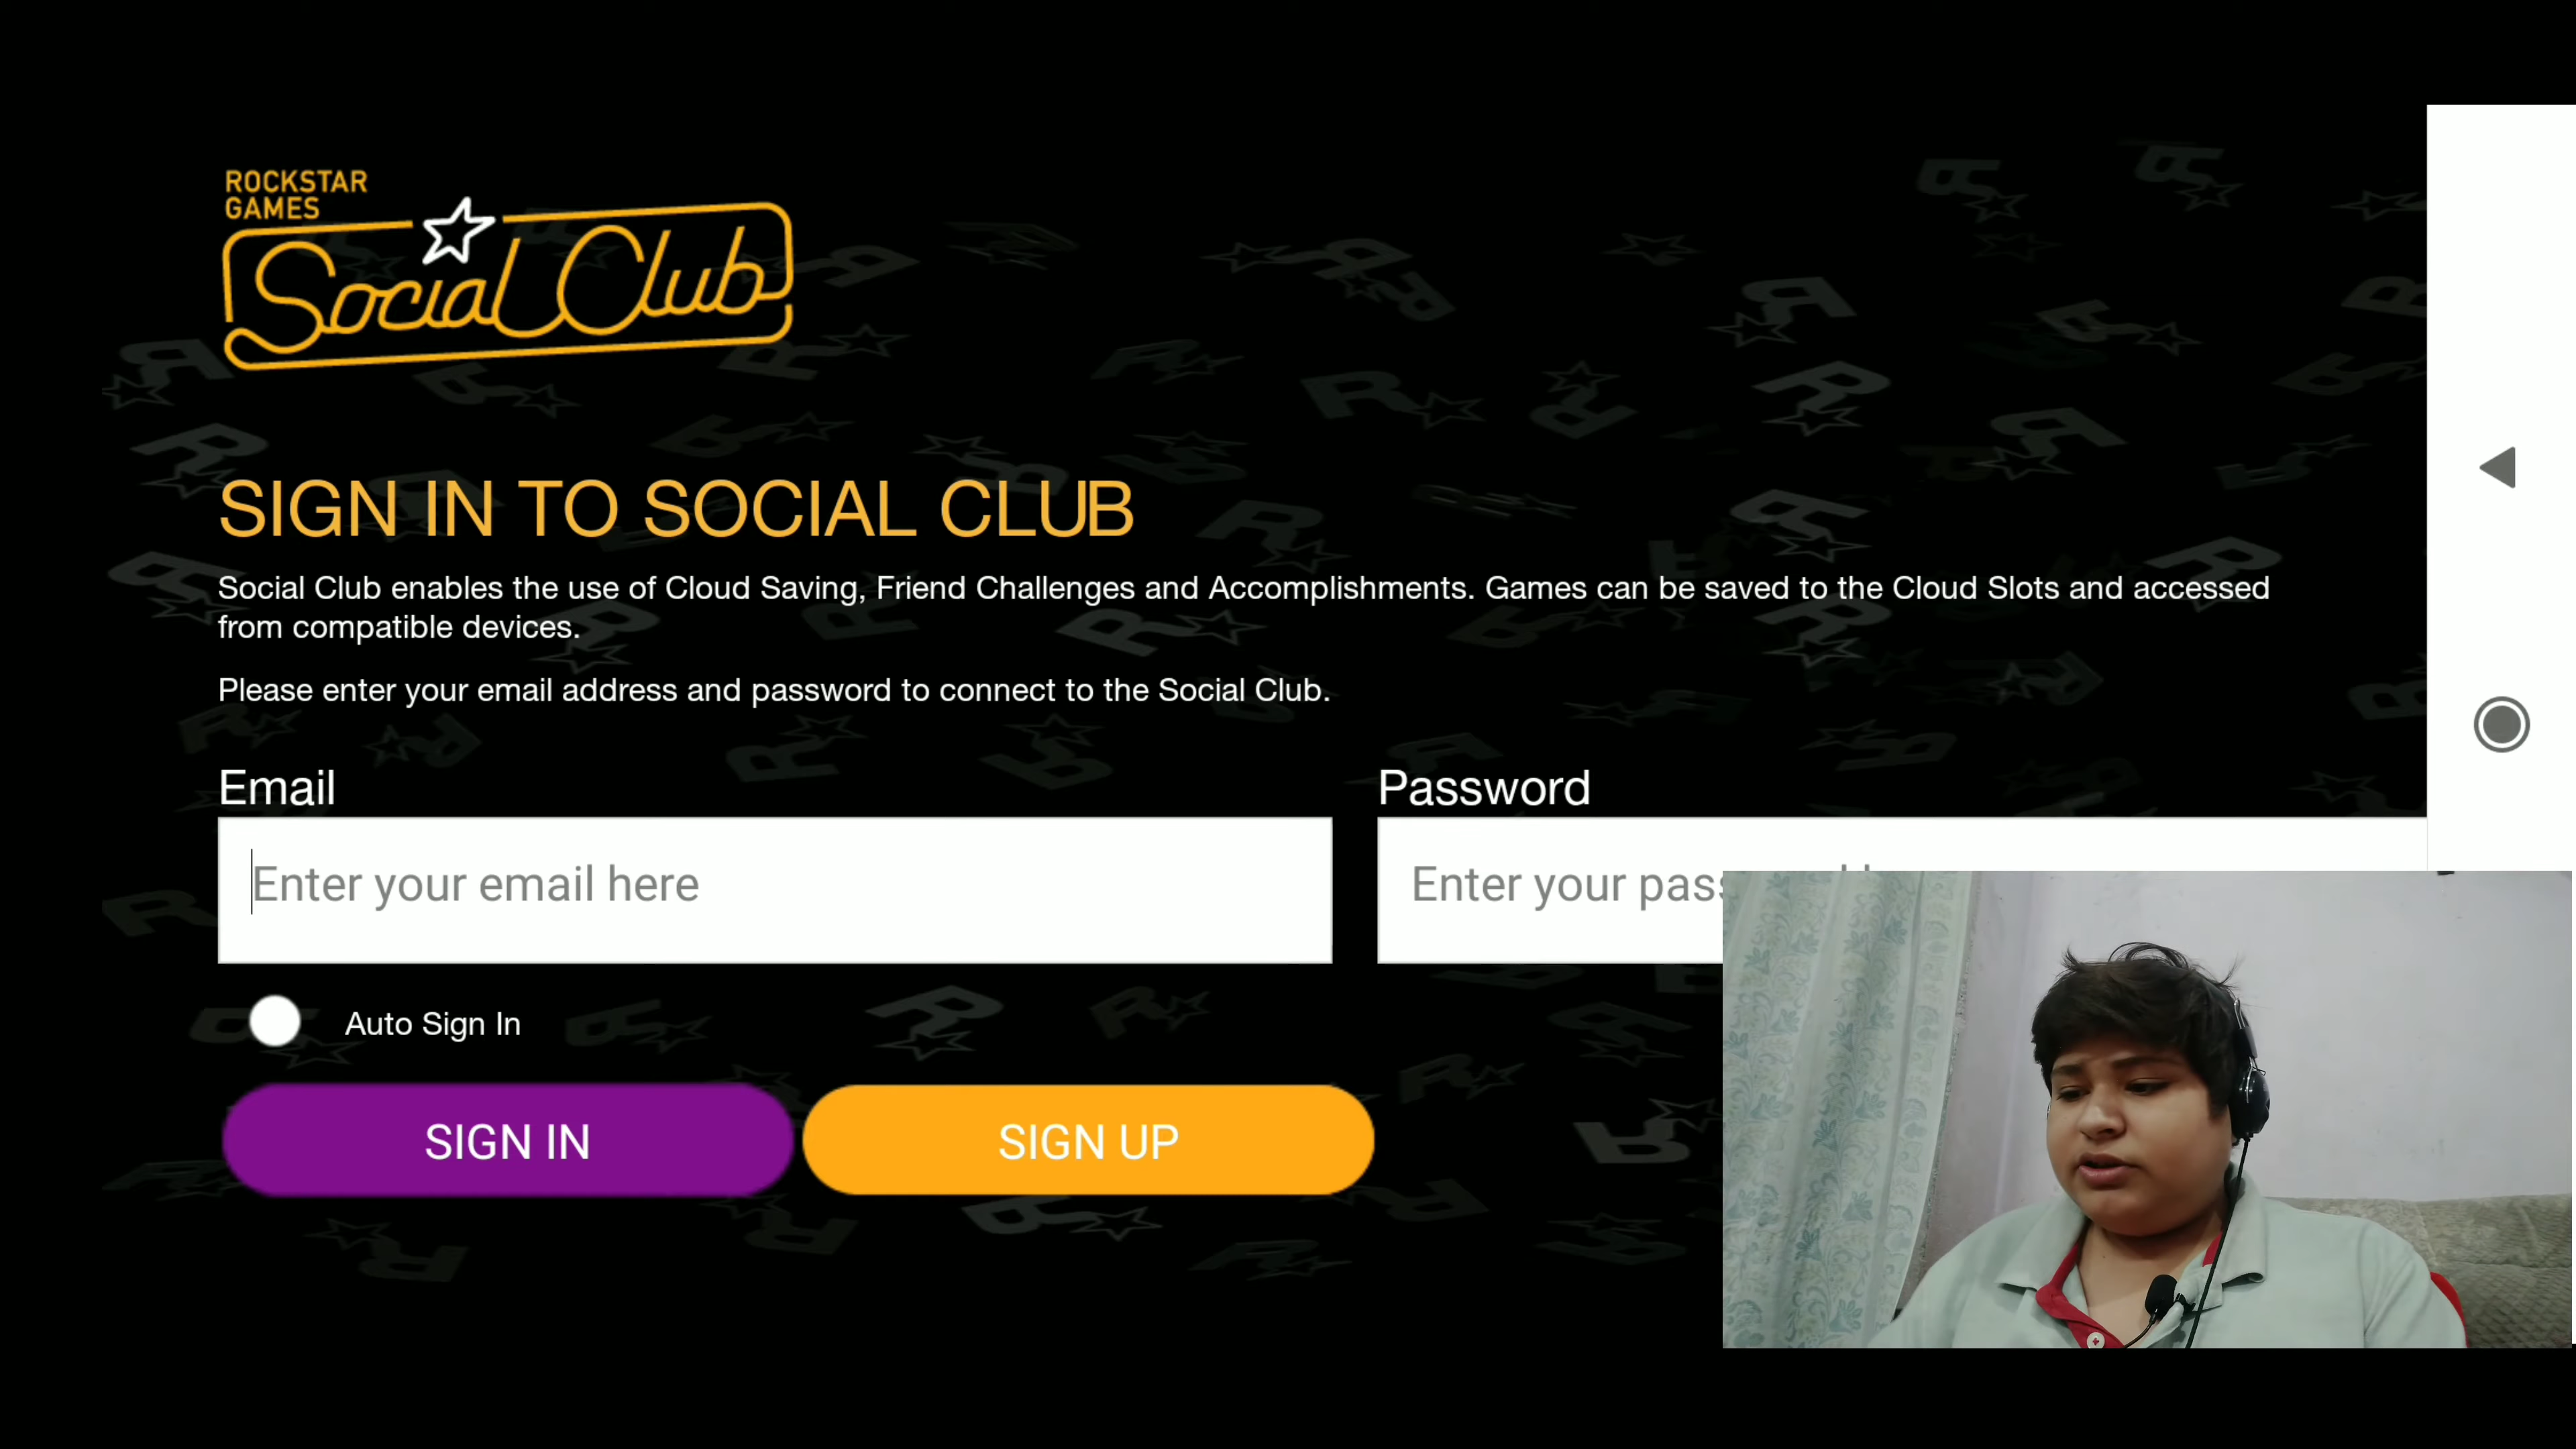 ROCKSTAR
GAMES
Social Club
SIGN IN TO SOCIAL CLUB
Social Club enables the use of Cloud Saving, Friend Challenges and Accomplishments. Games can be saved to the Cloud Slots and accessed
from compatible devices.
Please enter your email address and password to connect to the Social Club.
Email
Password
Enter your email here
Enter your
Auto Sign In
SIGN IN
SIGN UP